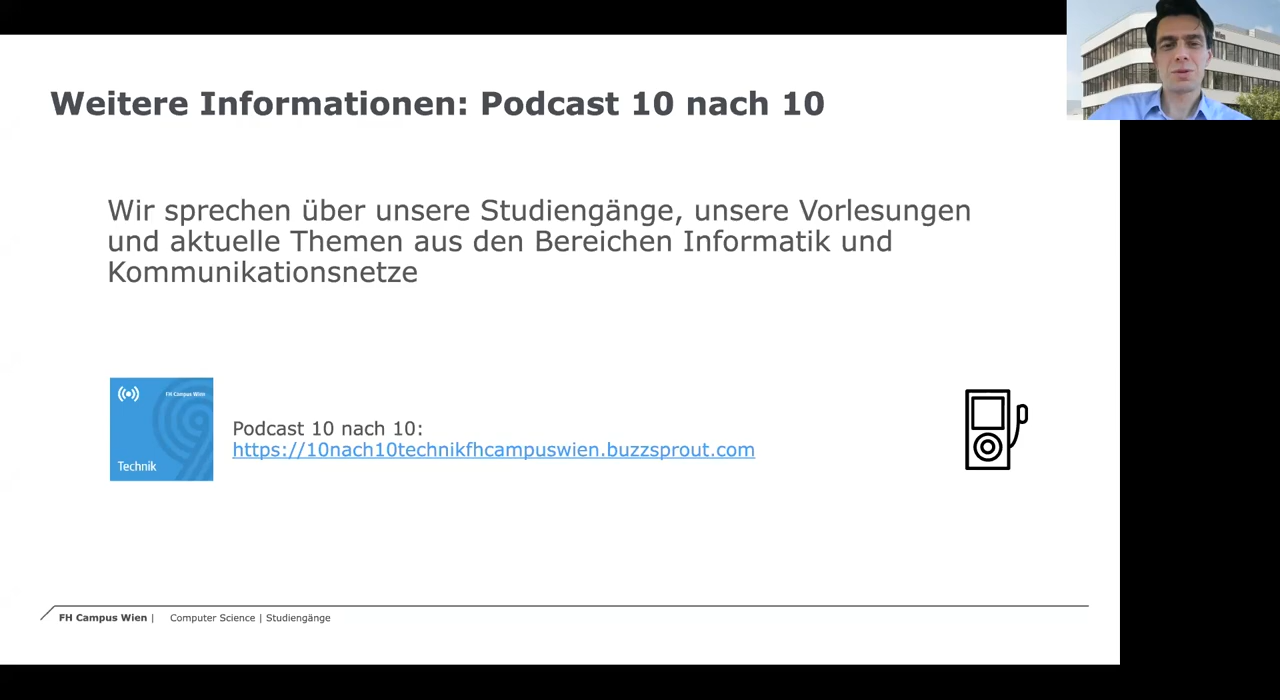 Weitere Informationen: Podcast 10 nach 10
Wir sprechen über unsere Studiengänge, unsere Vorlesungen
und aktuelle Themen aus den Bereichen Informatik und
Kommunikationsnetze
FH Campus Wien
Technik
Podcast 10 nach 10:
https://10nach10technikfhcampuswien.buzzsprout.com
FH Campus Wien | Computer Science | Studiengänge
Wien